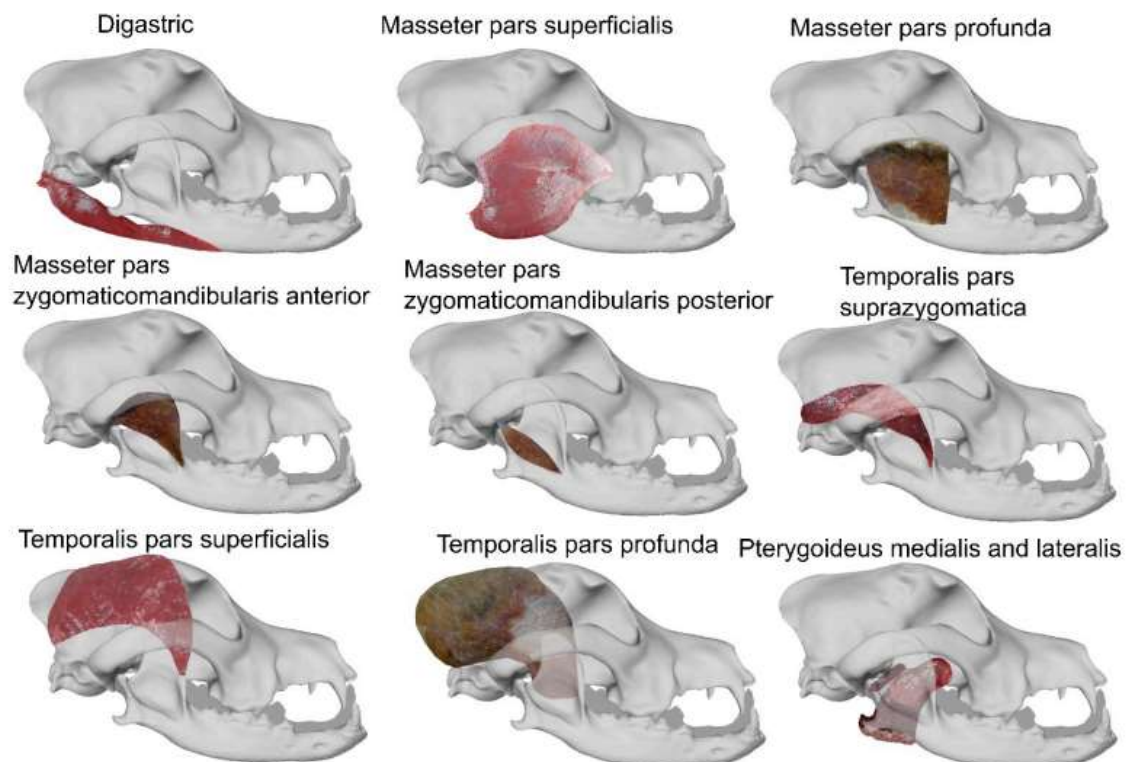 Digastric
Masseter pars superficialis
Masseter pars profunda
Masseter pars
zygomaticomandibularis anterior
Masseter pars
zygomaticomandibularis posterior
Temporalis pars
suprazygomatica
Temporalis pars superficialis
Temporalis pars profunda
Pterygoideus medialis and lateralis